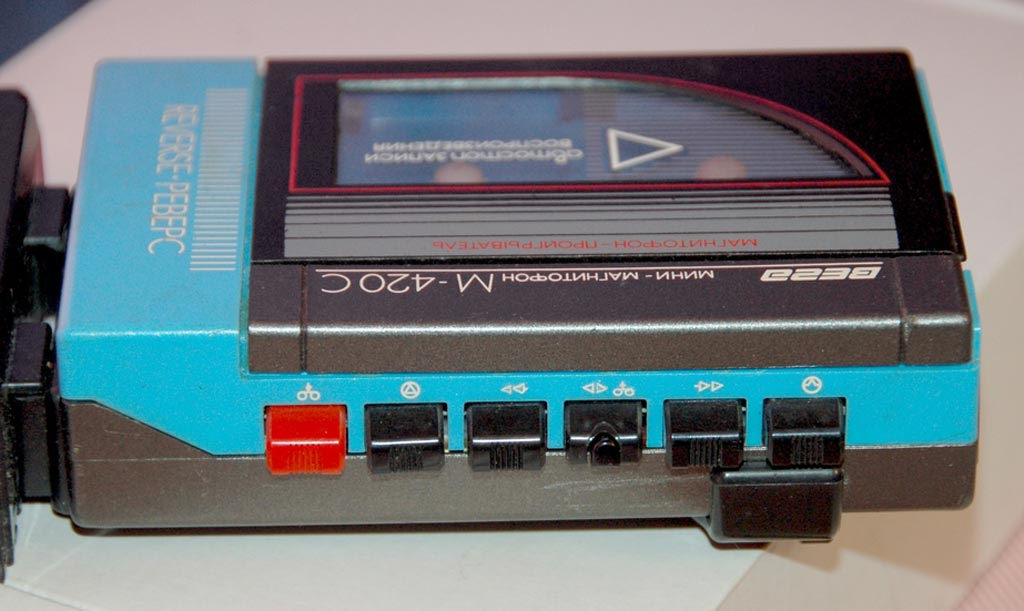 ВЕГА МИНИ - МАГНИТОФОН М-420С
МАГНИТОФОН - ПРОИГРЫВАТЕЛЬ
автостоп ЗАПИСИ
ВОСПРОИЗВЕДЕНИЯ
REVERSE·РЕВЕРС